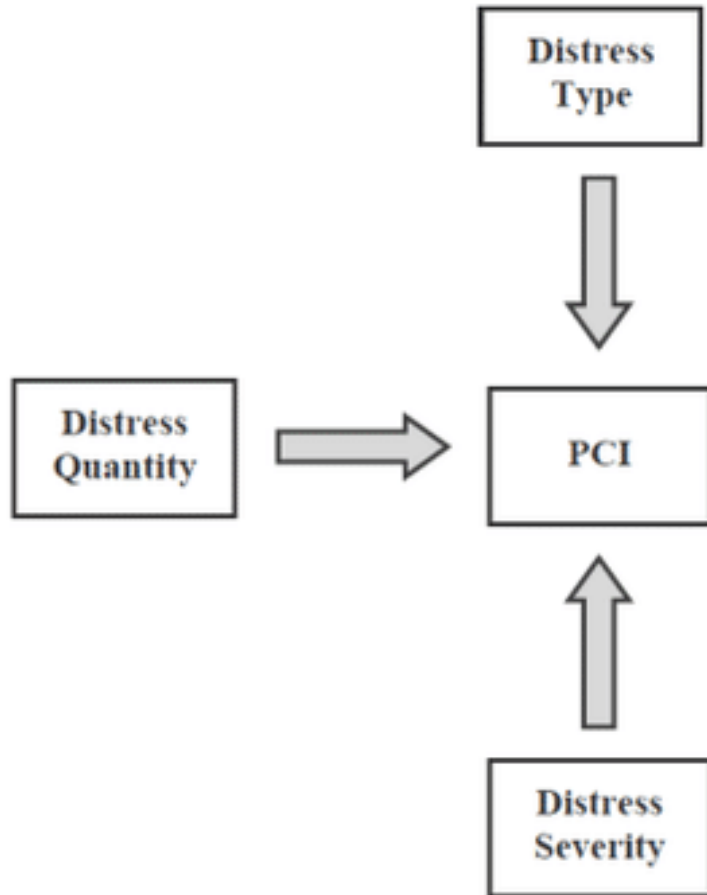 Distress
Type
Distress
Quantity
PCI
Distress
Severity